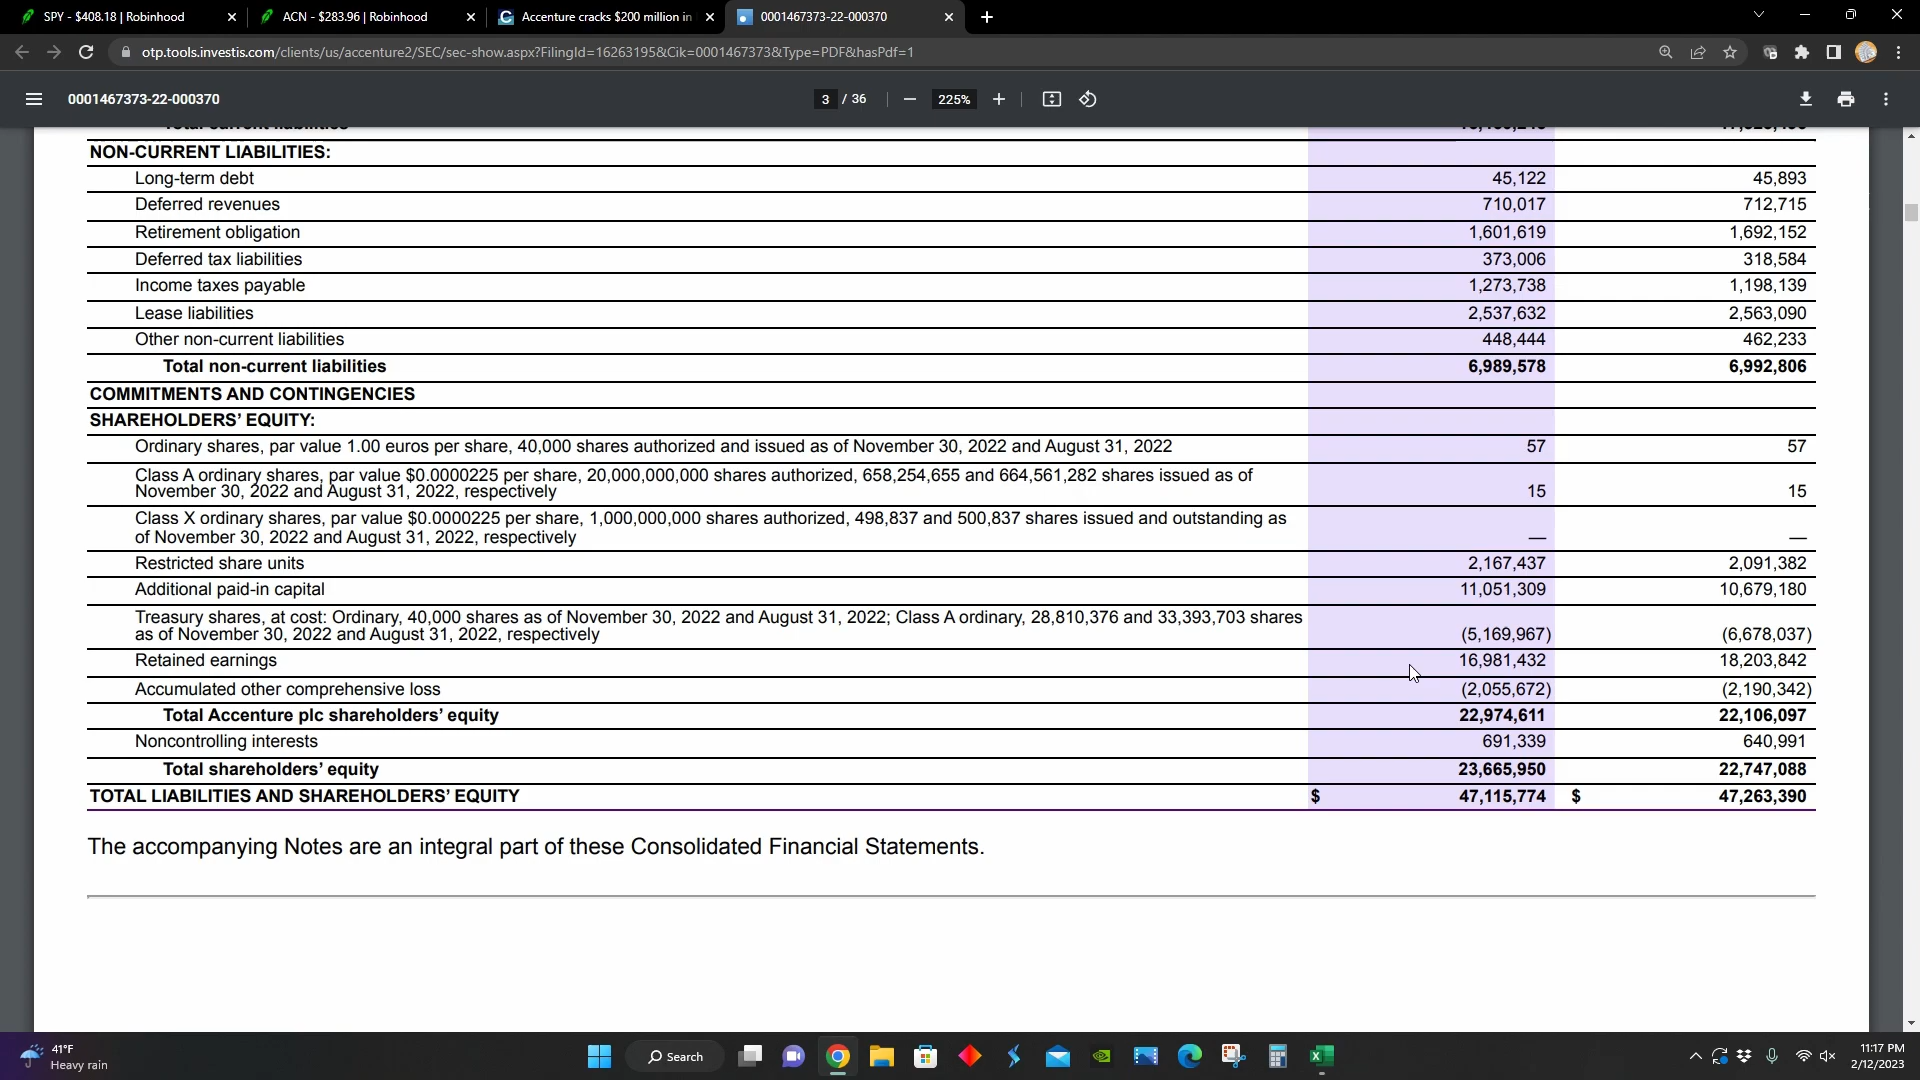 SPY - $408.18 | Robinhood
ACN - $283.96 | Robinhood
Accenture cracks $200 million in
0001467373-22-000370
otp.tools.investis.com/clients/us/accenture2/SEC/sec-show.aspx?FilingId=16263195&Cik=0001467373&Type=PDF&hasPdf=1
0001467373-22-000370
3 / 36
225%
NON-CURRENT LIABILITIES:
Long-term debt 45,122 45,893
Deferred revenues 710,017 712,715
Retirement obligation 1,601,619 1,692,152
Deferred tax liabilities 373,006 318,584
Income taxes payable 1,273,738 1,198,139
Lease liabilities 2,537,632 2,563,090
Other non-current liabilities 448,444 462,233
Total non-current liabilities 6,989,578 6,992,806
COMMITMENTS AND CONTINGENCIES
SHAREHOLDERS' EQUITY:
Ordinary shares, par value 1.00 euros per share, 40,000 shares authorized and issued as of November 30, 2022 and August 31, 2022 57 57
Class A ordinary shares, par value $0.0000225 per share, 20,000,000,000 shares authorized, 658,254,655 and 664,561,282 shares issued as of
November 30, 2022 and August 31, 2022, respectively 15 15
Class X ordinary shares, par value $0.0000225 per share, 1,000,000,000 shares authorized, 498,837 and 500,837 shares issued and outstanding as
of November 30, 2022 and August 31, 2022, respectively — —
Restricted share units 2,167,437 2,091,382
Additional paid-in capital 11,051,309 10,679,180
Treasury shares, at cost: Ordinary, 40,000 shares as of November 30, 2022 and August 31, 2022; Class A ordinary, 28,810,376 and 33,393,703 shares
as of November 30, 2022 and August 31, 2022, respectively (5,169,967) (6,678,037)
Retained earnings 16,981,432 18,203,842
Accumulated other comprehensive loss (2,055,672) (2,190,342)
Total Accenture plc shareholders' equity 22,974,611 22,106,097
Noncontrolling interests 691,339 640,991
Total shareholders' equity 23,665,950 22,747,088
TOTAL LIABILITIES AND SHAREHOLDERS' EQUITY $ 47,115,774 $ 47,263,390
The accompanying Notes are an integral part of these Consolidated Financial Statements.
41°F
Heavy rain
Search
11:17 PM
2/12/2023